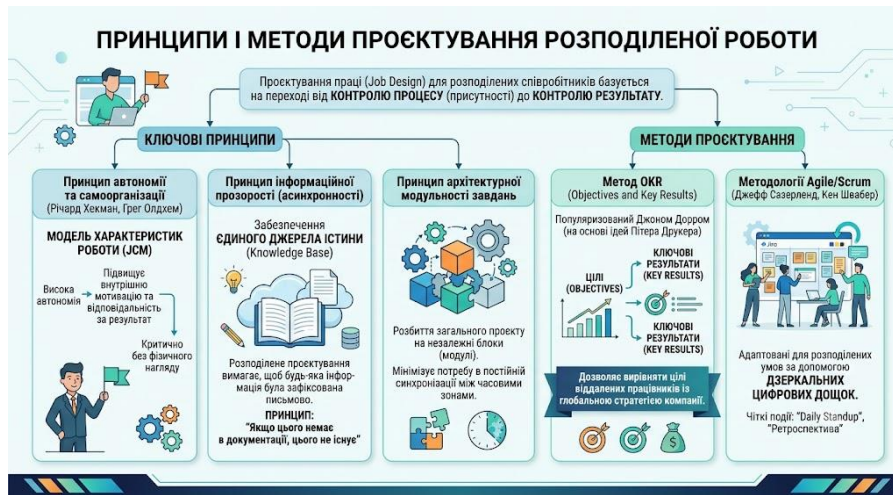 ПРИНЦИПИ І МЕТОДИ ПРОЄКТУВАННЯ РОЗПОДІЛЕНОЇ РОБОТИ
Проєктування праці (Job Design) для розподілених співробітників базується
на переході від КОНТРОЛЮ ПРОЦЕСУ (присутності) до КОНТРОЛЮ РЕЗУЛЬТАТУ.
КЛЮЧОВІ ПРИНЦИПИ
Принцип автономії
та самоорганізації
(Річард Хекман, Грег Олдхем)
МОДЕЛЬ ХАРАКТЕРИСТИК
РОБОТИ (JCM)
Висока
автономія
Підвищує
внутрішню
мотивацію та
відповідальність
за результат
Критично
без фізичного
нагляду
Принцип інформаційної
прозорості (асинхронності)
Забезпечення
ЄДИНОГО ДЖЕРЕЛА ІСТИНИ
(Knowledge Base)
Розподілене проєктування
вимагає, щоб будь-яка інфор-
мація була зафіксована
письмово.
ПРИНЦИП:
"Якщо цього немає
в документації, цього не існує"
Принцип архітектурної
модульності завдань
Розбиття загального проекту
на незалежні блоки
(модулі).
Мінімізує потребу в постійній
синхроніазації між часовими
зонами.
МЕТОДИ ПРОЄКТУВАННЯ
Метод OKR
(Objectives and Key Results)
Популяризований Джоном Дорром
(на основі ідей Пітера Друкера)
ЦІЛІ
(OBJECTIVES)
КЛЮЧОВІ
РЕЗУЛЬТАТИ
(KEY RESULTS)
КЛЮЧОВІ
РЕЗУЛЬТАТИ
(KEY RESULTS)
Дозволяє вирівняти цілі
віддалених працівників із
глобальною стратегією компанії.
Методології Agile/Scrum
(Джефф Сазерленд, Кен Швабер)
Jira
Адаптовані для розподілених
умов за допомогою
ДЗЕРКАЛЬНИХ
ЦИФРОВИХ ДОЩОК.
Чіткі події: "Daily Standup",
"Ретроспектива"